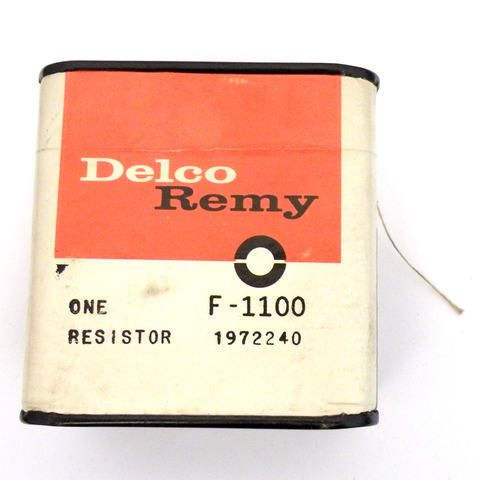 Delco
Remy
ONE F-1100
RESISTOR 1972240